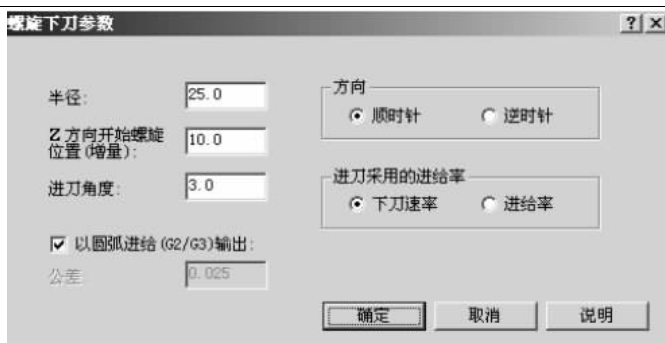 螺旋下刀参数
半径:
25.0
Z方向开始螺旋
位置(增量):
10.0
进刀角度:
3.0
以圆弧进给(G2/G3)输出:
公差
0.025
方向
顺时针
逆时针
进刀采用的进给率
下刀速率
进给率
确定
取消
说明